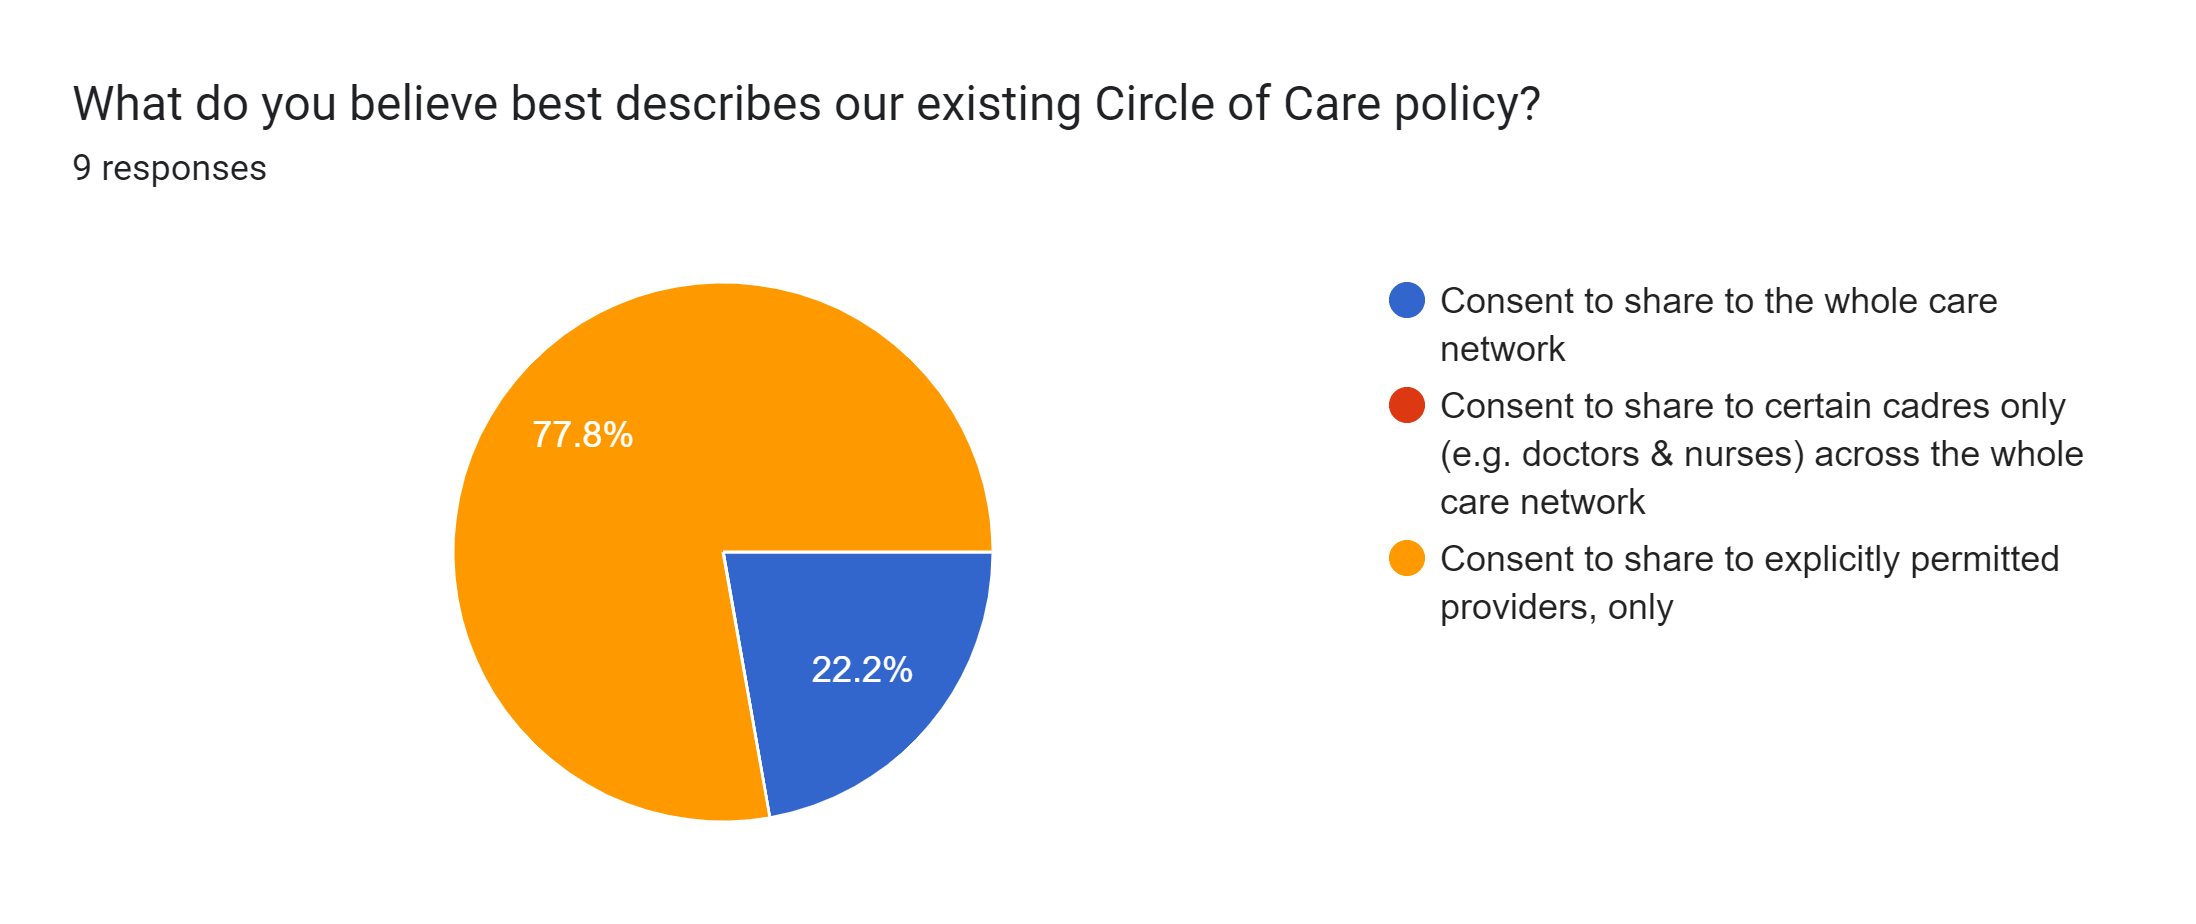 What do you believe best describes our existing Circle of Care policy?
9 responses
77.8%
22.2%
Consent to share to the whole care
network
Consent to share to certain cadres only
(e.g. doctors & nurses) across the whole
care network
Consent to share to explicitly permitted
providers, only